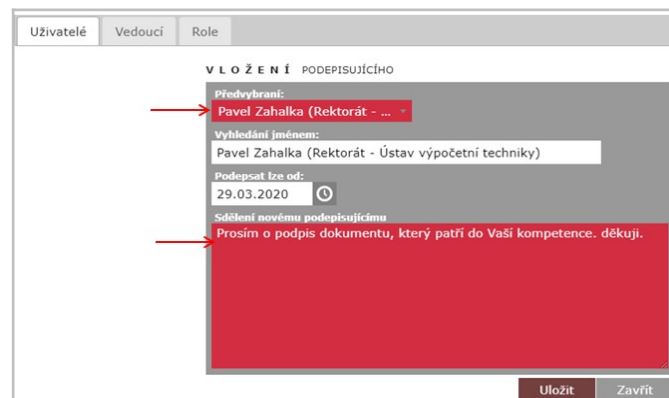 Uživatelé Vedoucí Role
VLOŽENÍ PODEPISUJÍCÍHO
Předvybraní:
Pavel Zahalka (Rektorát - ...
Vyhledání jménem:
Pavel Zahalka (Rektorát - Ústav výpočetní techniky)
Podepsat lze od:
29.03.2020
Sdělení novému podepisujícímu
Prosím o podpis dokumentu, který patří do Vaší kompetence. děkuji.
Uložit Zavřít